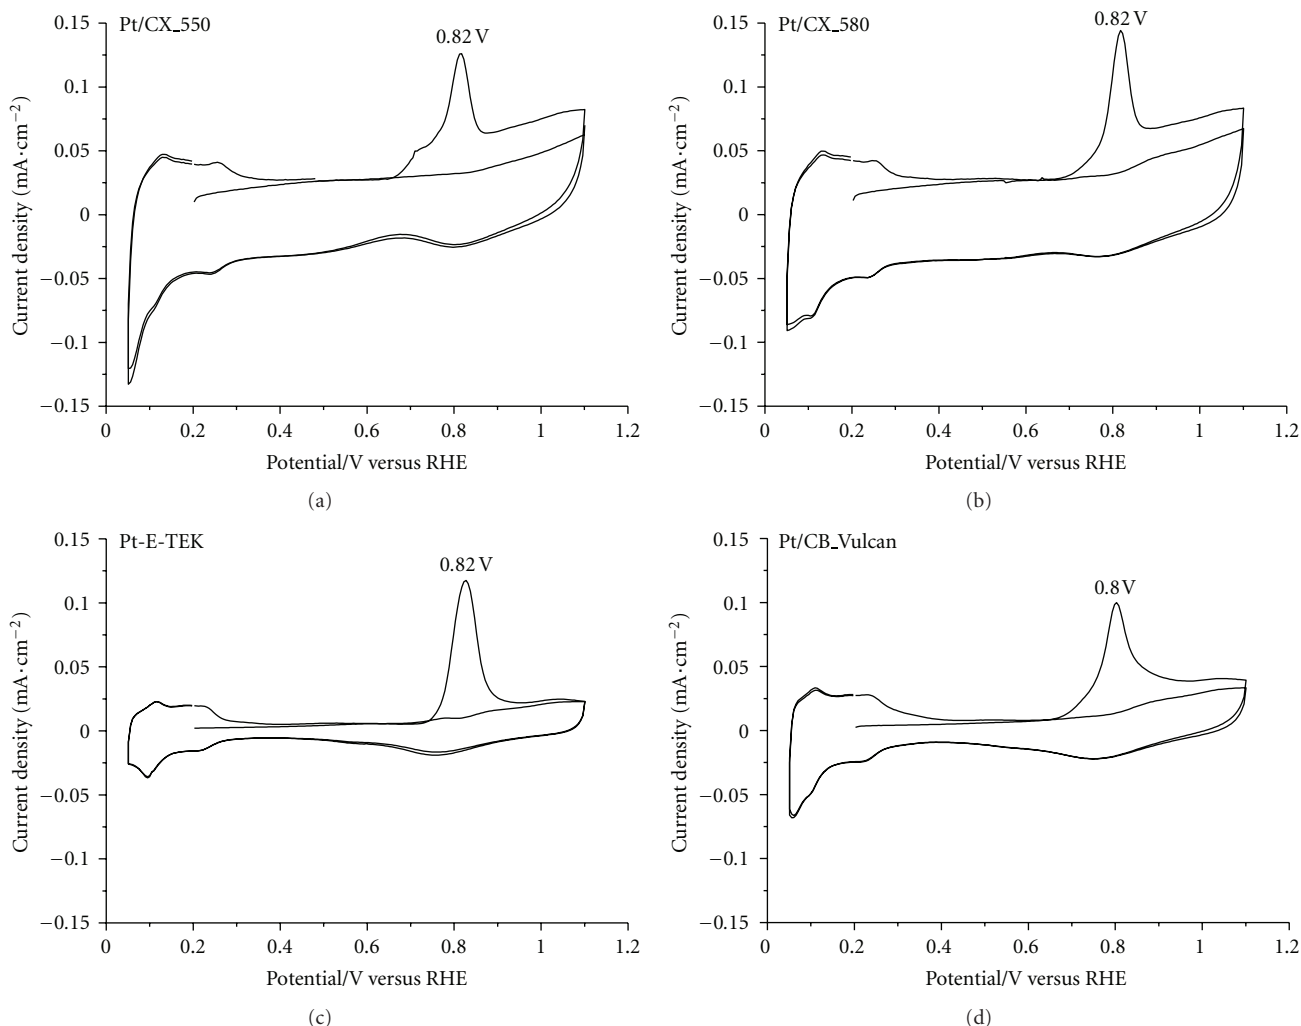 Pt/CX_550
0.82 V
0.15
0.1
0.05
0
−0.05
−0.1
−0.15
Current density (mA·cm−2)
0 0.2 0.4 0.6 0.8 1 1.2
Potential/V versus RHE
(a)
Pt/CX_580
0.82 V
0.15
0.1
0.05
0
−0.05
−0.1
−0.15
Current density (mA·cm−2)
0 0.2 0.4 0.6 0.8 1 1.2
Potential/V versus RHE
(b)
Pt-E-TEK
0.82 V
0.15
0.1
0.05
0
−0.05
−0.1
−0.15
Current density (mA·cm−2)
0 0.2 0.4 0.6 0.8 1 1.2
Potential/V versus RHE
(c)
Pt/CB_Vulcan
0.8 V
0.15
0.1
0.05
0
−0.05
−0.1
−0.15
Current density (mA·cm−2)
0 0.2 0.4 0.6 0.8 1 1.2
Potential/V versus RHE
(d)